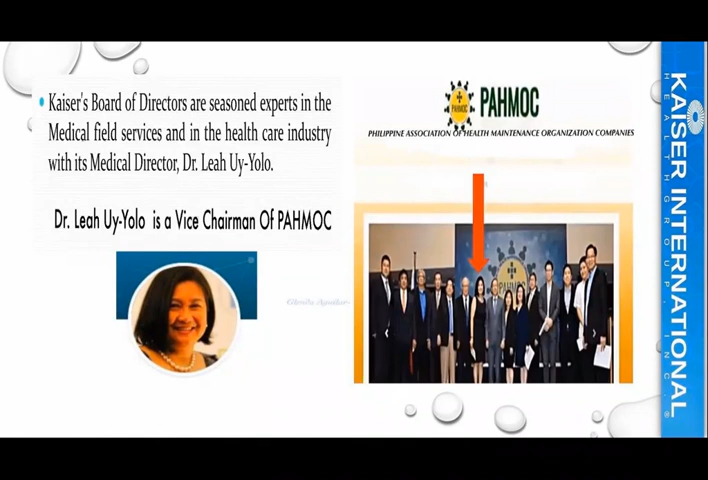 Kaiser's Board of Directors are seasoned experts in the
Medical field services and in the health care industry
with its Medical Director, Dr. Leah Uy-Yolo.
Dr. Leah Uy-Yolo is a Vice Chairman Of PAHMOC
PAHMOC
PHILIPPINE ASSOCIATION OF HEALTH MAINTENANCE ORGANIZATION COMPANIES
PAHMOC
KAISER INTERNATIONAL
HEALTHGROUP, INC.®